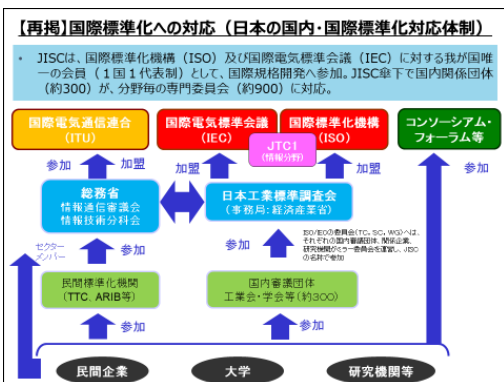 【再掲】国際標準化への対応（日本の国内・国際標準化対応体制）
・ JISCは、国際標準化機構（ISO）及び国際電気標準会議（IEC）に対する我が国唯
一の会員（１国１代表制）として、国際規格開発へ参加。JISC傘下で国内関係団体
（約300）が、分野毎の専門委員会（約900）に対応。
国際電気通信連合
（ITU）
国際電気標準会議
（IEC）
国際標準化機構
（ISO）
コンソーシアム・
フォーラム等
JTC1
（情報分野）
参加
加盟
加盟
加盟
参加
総務省
情報通信審議会
情報技術分科会
日本工業標準調査会
（事務局：経済産業省）
セクター
メンバー
参加
参加
ISO/IECの委員会（TC、SC、WG）へは、
それぞれの国内審議団体、関係企業、
研究機関がミラー委員会を運営し、JISC
の名称で参加
民間標準化機関
（TTC、ARIB等）
国内審議団体
工業会・学会等（約300）
参加
参加
民間企業
大学
研究機関等